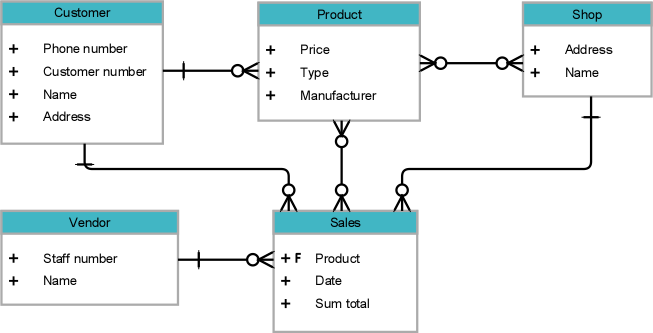 Customer
+ Phone number
+ Customer number
+ Name
+ Address
Product
+ Price
+ Type
+ Manufacturer
Shop
+ Address
+ Name
Vendor
+ Staff number
+ Name
Sales
+ F Product
+ Date
+ Sum total